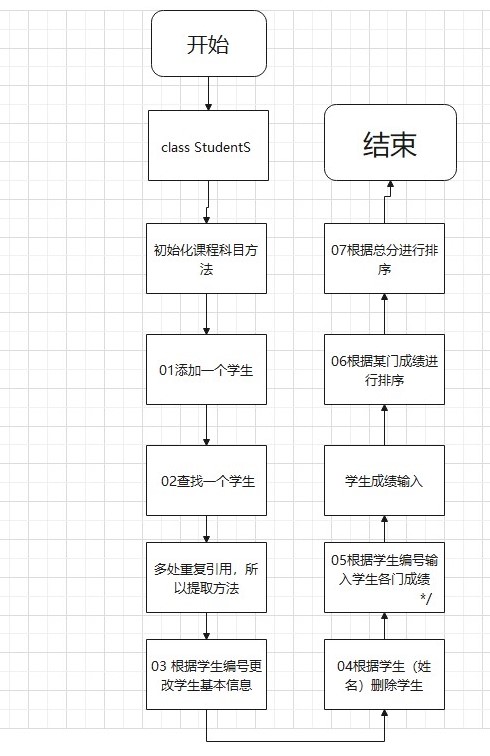 开始
class StudentS
初始化课程科目方
法
01添加一个学生
02查找一个学生
多处重复引用，所
以提取方法
03 根据学生编号更
改学生基本信息
04根据学生（姓
名）删除学生
05根据学生编号输
入学生各门成绩
*/
学生成绩输入
06根据某门成绩进
行排序
07根据总分进行排
序
结束